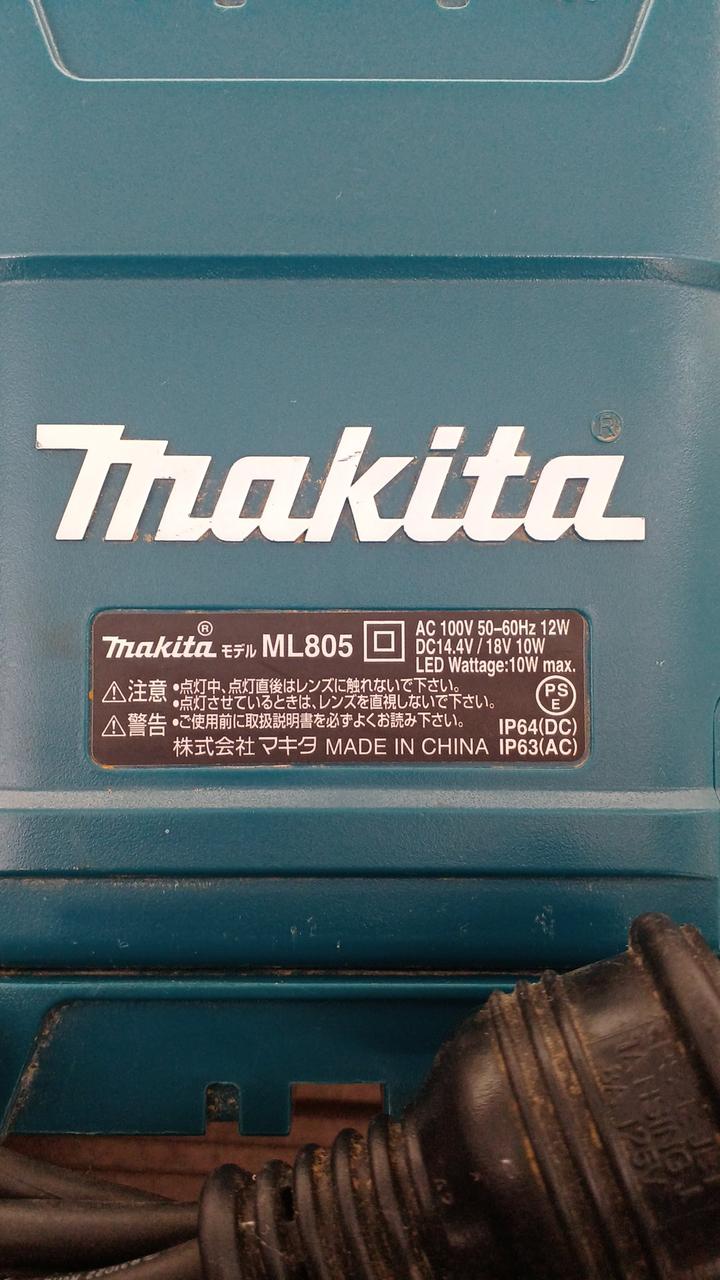 makita®
makita® モデル ML805
AC 100V 50–60Hz 12W
DC14.4V / 18V 10W
LED Wattage:10W max.
⚠注意 •点灯中、点灯直後はレンズに触れないで下さい。
•点灯させているときは、レンズを直視しないで下さい。
⚠警告 •ご使用前に取扱説明書を必ずよくお読み下さい。
PS
E
IP64(DC)
株式会社マキタ MADE IN CHINA IP63(AC)
125V